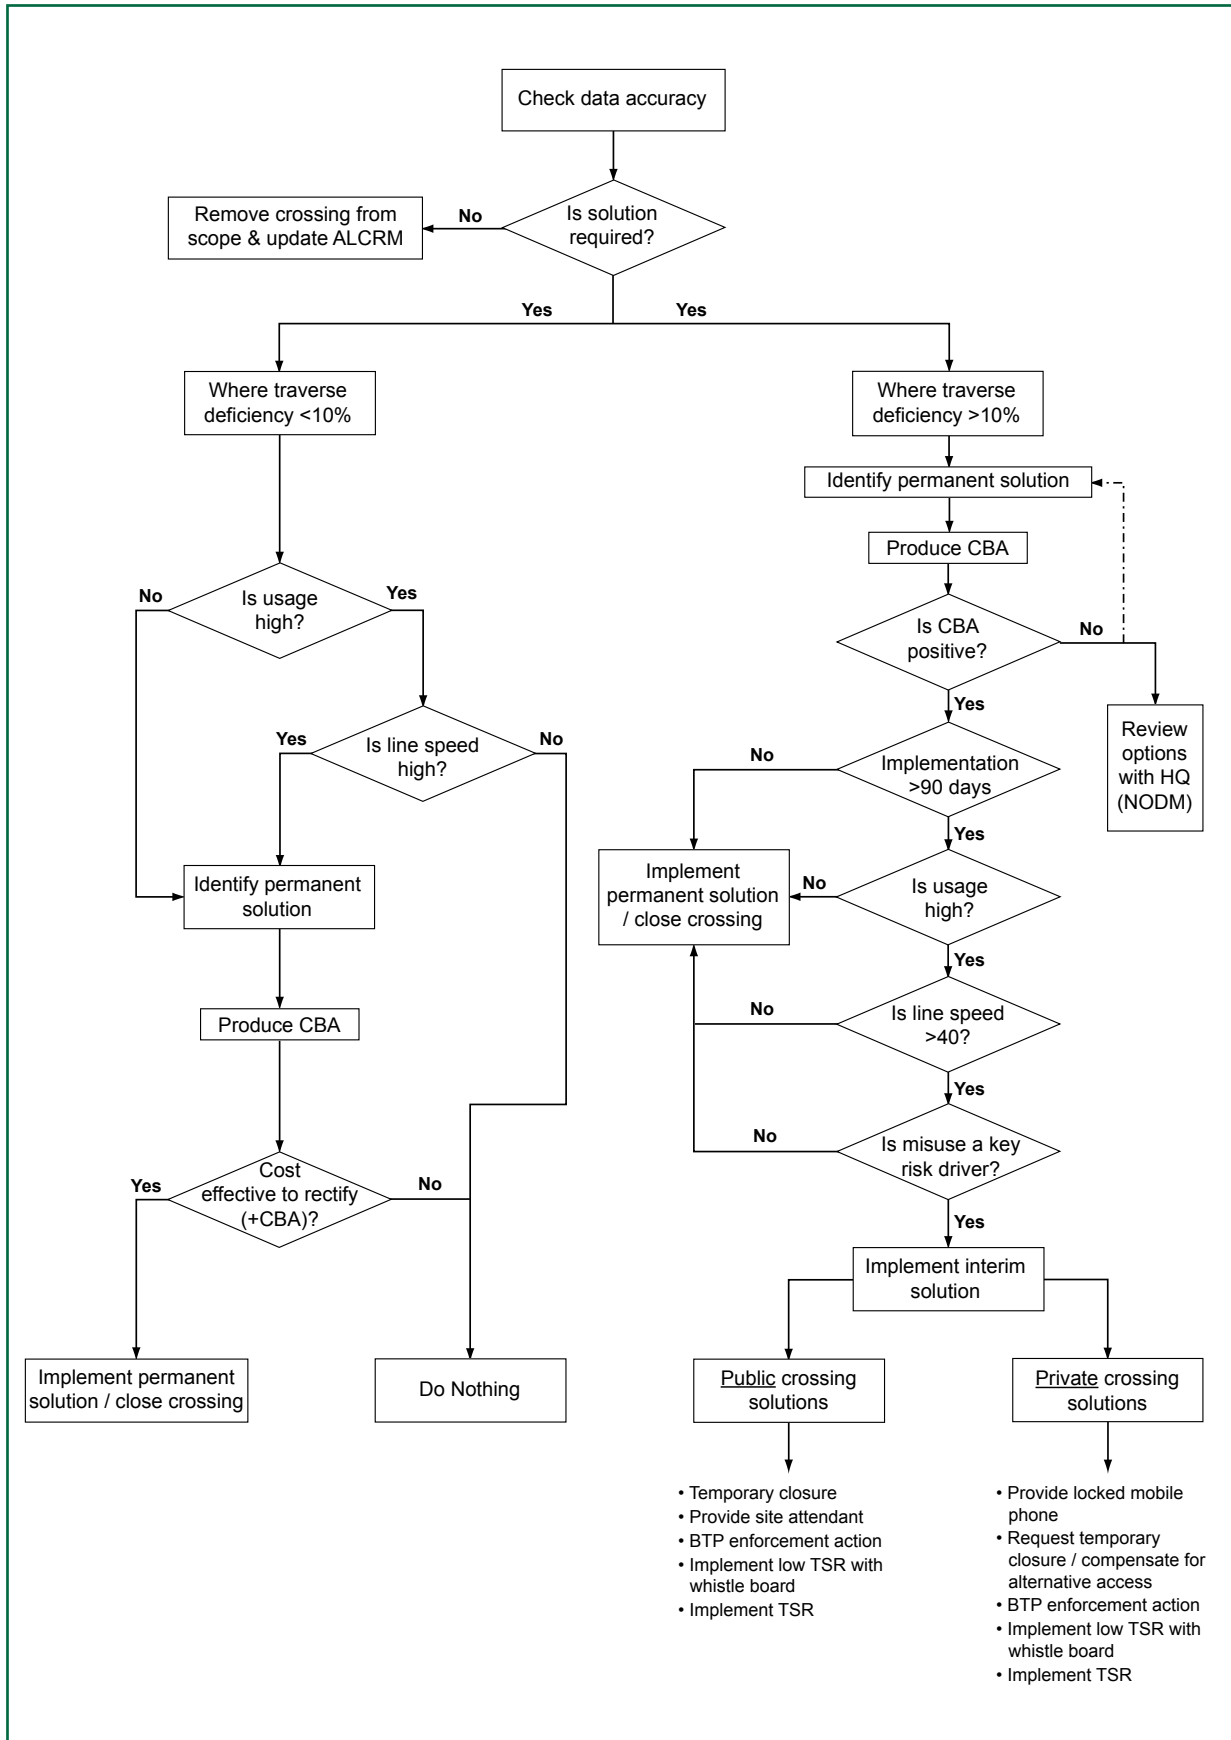 Check data accuracy
Is solution
required?
No
Remove crossing from
scope & update ALCRM
Yes
Yes
Where traverse
deficiency <10%
Where traverse
deficiency >10%
Identify permanent solution
Produce CBA
Is usage
high?
No
Yes
Is CBA
positive?
No
Yes
Is line speed
high?
Yes
No
Implementation
>90 days
No
Yes
Review
options
with HQ
(NODM)
Identify permanent
solution
Implement
permanent solution
/ close crossing
No
Is usage
high?
Yes
Produce CBA
Is line speed
>40?
No
Yes
Cost
effective to rectify
(+CBA)?
Yes
No
Is misuse a key
risk driver?
No
Yes
Implement interim
solution
Implement permanent
solution / close crossing
Do Nothing
Public crossing
solutions
Private crossing
solutions
• Temporary closure
• Provide site attendant
• BTP enforcement action
• Implement low TSR with
whistle board
• Implement TSR
• Provide locked mobile
phone
• Request temporary
closure / compensate for
alternative access
• BTP enforcement action
• Implement low TSR with
whistle board
• Implement TSR